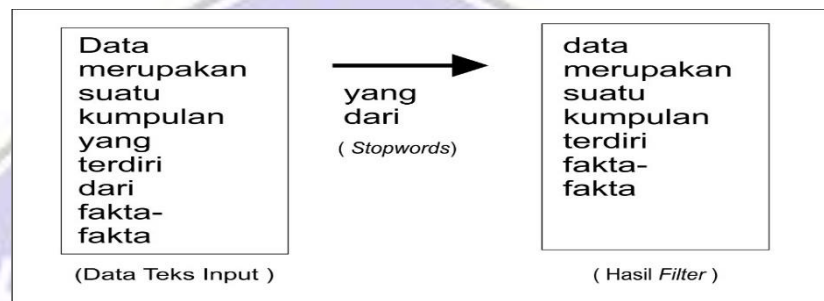 Data
merupakan
suatu
kumpulan
yang
terdiri
dari
fakta-
fakta
(Data Teks Input )
yang
dari
( Stopwords)
data
merupakan
suatu
kumpulan
terdiri
fakta-
fakta
( Hasil Filter )